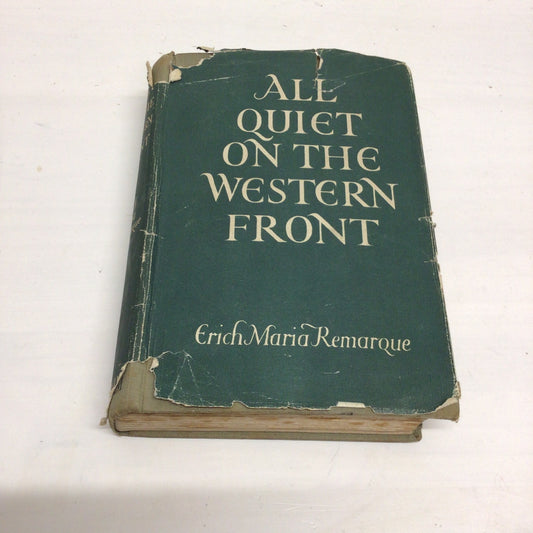 ALL
QUIET
ON THE
WESTERN
FRONT
Erich Maria Remarque